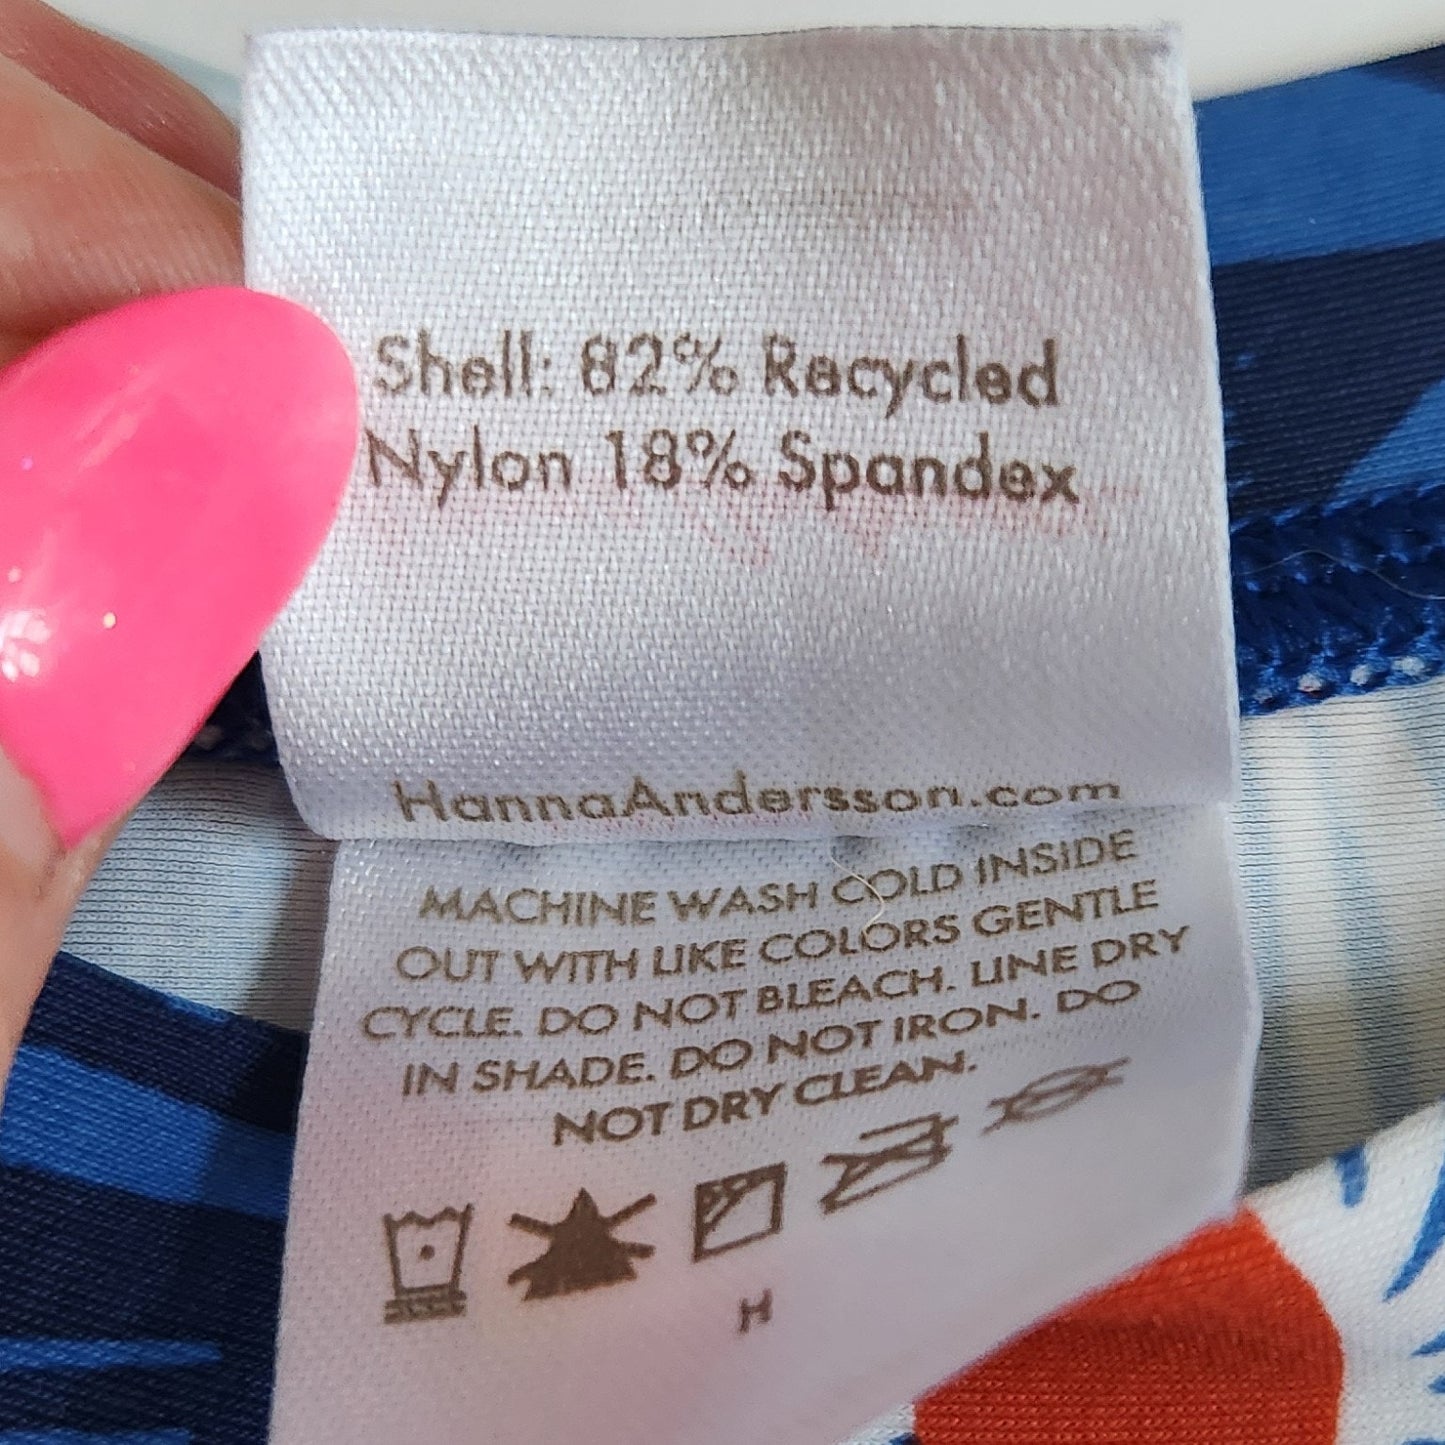 Shell: 82% Recycled
Nylon 18% Spandex
HannaAndersson.com
MACHINE WASH COLD INSIDE
OUT WITH LIKE COLORS GENTLE
CYCLE. DO NOT BLEACH. LINE DRY
IN SHADE. DO NOT IRON. DO
NOT DRY CLEAN.
H